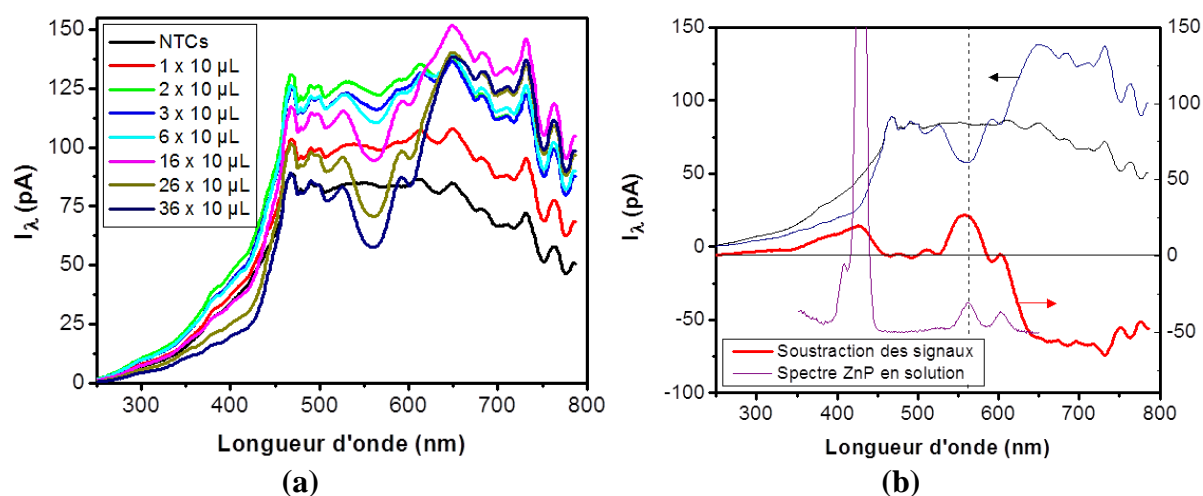 150
125
100
75
50
25
0
I λ (pA)
NTCs
1 x 10 µL
2 x 10 µL
3 x 10 µL
6 x 10 µL
16 x 10 µL
26 x 10 µL
36 x 10 µL
300 400 500 600 700 800
Longueur d'onde (nm)
(a)
150
100
50
0
-50
-100
I λ (pA)
150
100
50
0
-50
Soustraction des signaux
Spectre ZnP en solution
300 400 500 600 700 800
Longueur d'onde (nm)
(b)